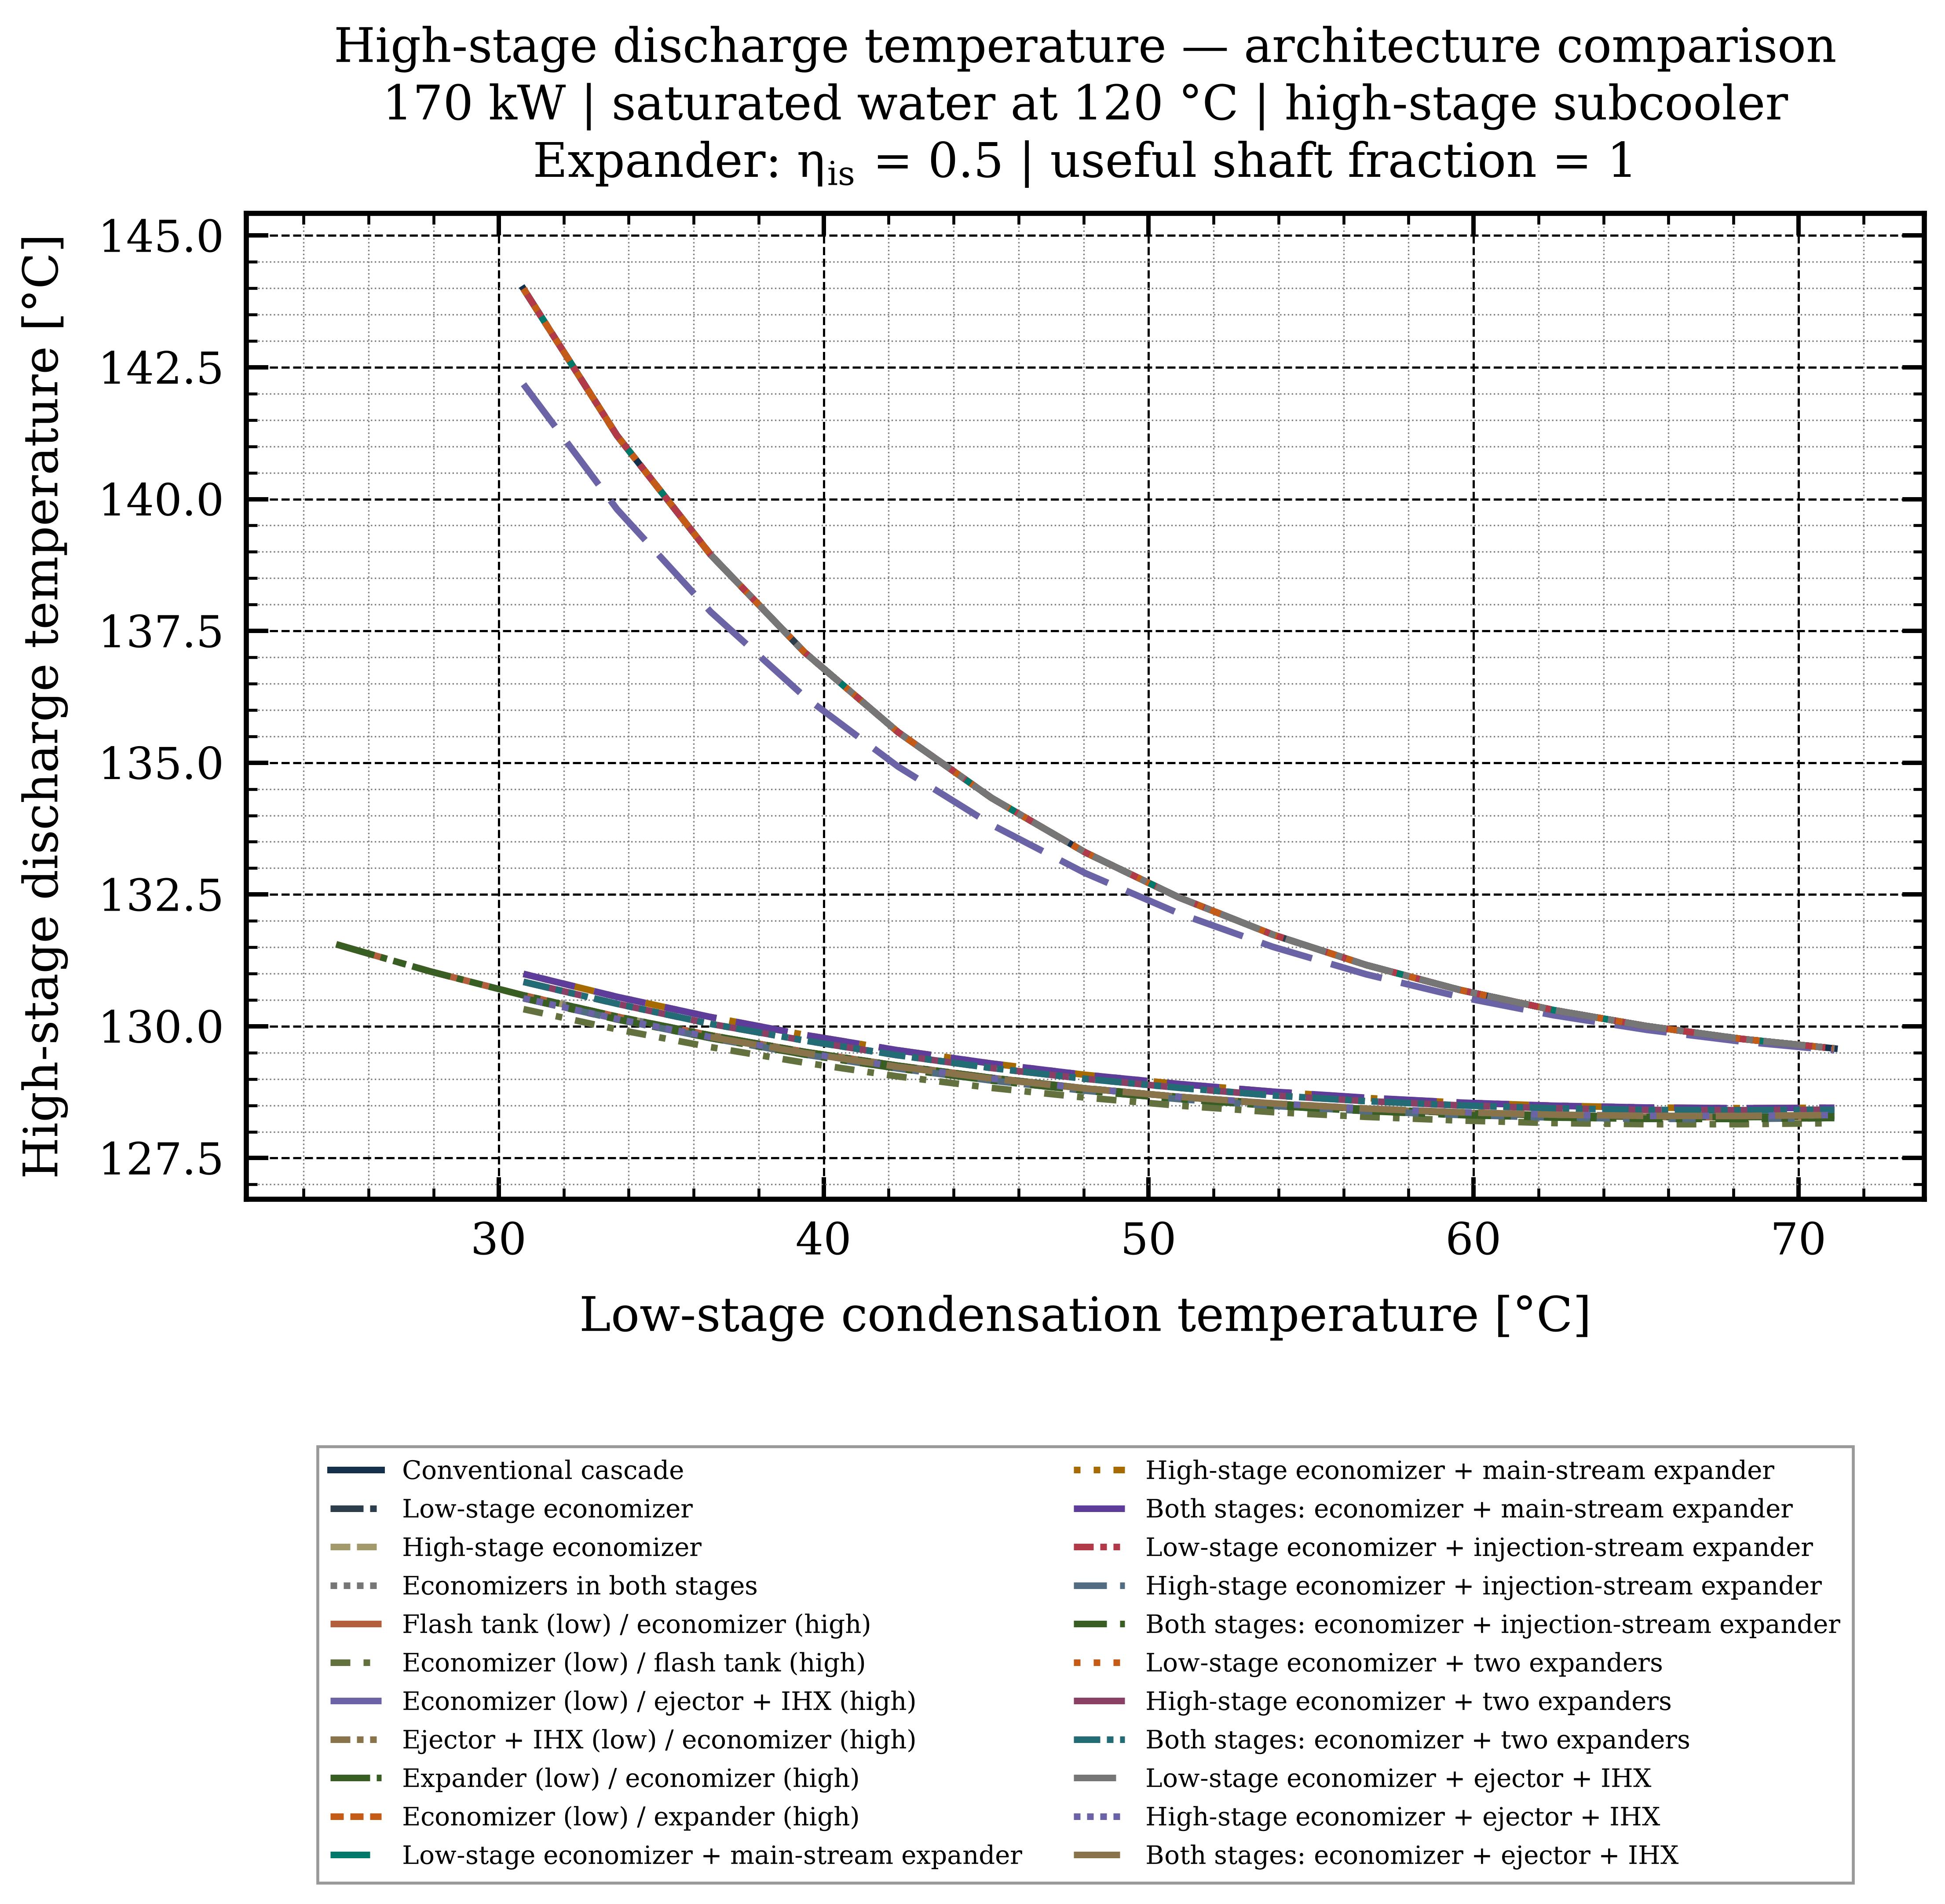 High-stage discharge temperature — architecture comparison
170 kW | saturated water at 120 °C | high-stage subcooler
Expander: ηis = 0.5 | useful shaft fraction = 1
High-stage discharge temperature [°C]
145.0
142.5
140.0
137.5
135.0
132.5
130.0
127.5
30 40 50 60 70
Low-stage condensation temperature [°C]
Conventional cascade
Low-stage economizer
High-stage economizer
Economizers in both stages
Flash tank (low) / economizer (high)
Economizer (low) / flash tank (high)
Economizer (low) / ejector + IHX (high)
Ejector + IHX (low) / economizer (high)
Expander (low) / economizer (high)
Economizer (low) / expander (high)
Low-stage economizer + main-stream expander
High-stage economizer + main-stream expander
Both stages: economizer + main-stream expander
Low-stage economizer + injection-stream expander
High-stage economizer + injection-stream expander
Both stages: economizer + injection-stream expander
Low-stage economizer + two expanders
High-stage economizer + two expanders
Both stages: economizer + two expanders
Low-stage economizer + ejector + IHX
High-stage economizer + ejector + IHX
Both stages: economizer + ejector + IHX